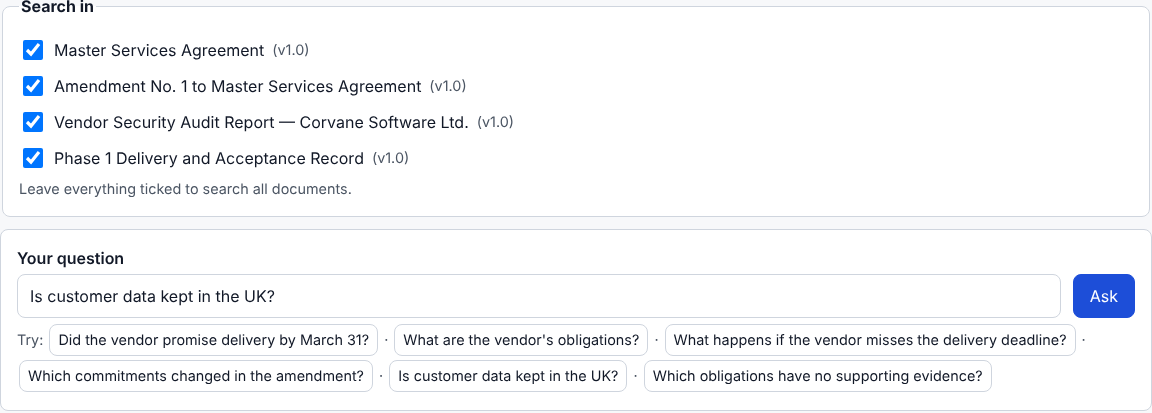 Search in
Master Services Agreement (v1.0)
Amendment No. 1 to Master Services Agreement (v1.0)
Vendor Security Audit Report — Corvane Software Ltd. (v1.0)
Phase 1 Delivery and Acceptance Record (v1.0)
Leave everything ticked to search all documents.
Your question
Is customer data kept in the UK? Ask
Try: Did the vendor promise delivery by March 31? · What are the vendor's obligations? · What happens if the vendor misses the delivery deadline? ·
Which commitments changed in the amendment? · Is customer data kept in the UK? · Which obligations have no supporting evidence?